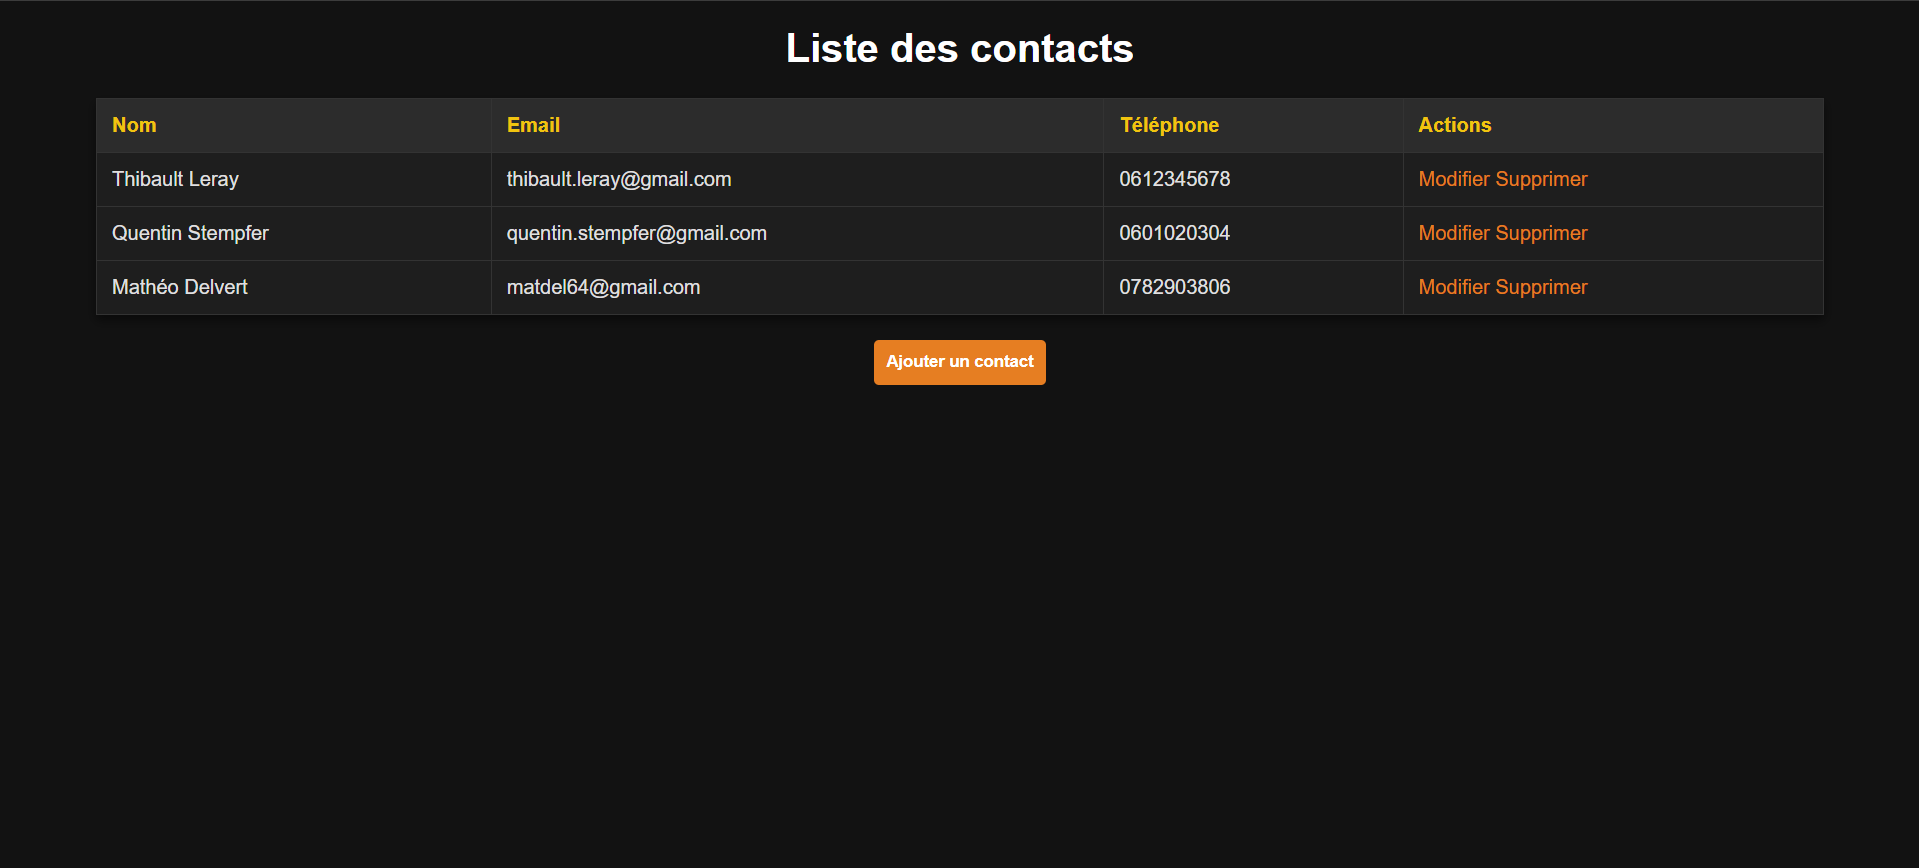 Liste des contacts
Nom Email Téléphone Actions
Thibault Leray thibault.leray@gmail.com 0612345678 Modifier Supprimer
Quentin Stempfer quentin.stempfer@gmail.com 0601020304 Modifier Supprimer
Mathéo Delvert matdel64@gmail.com 0782903806 Modifier Supprimer
Ajouter un contact